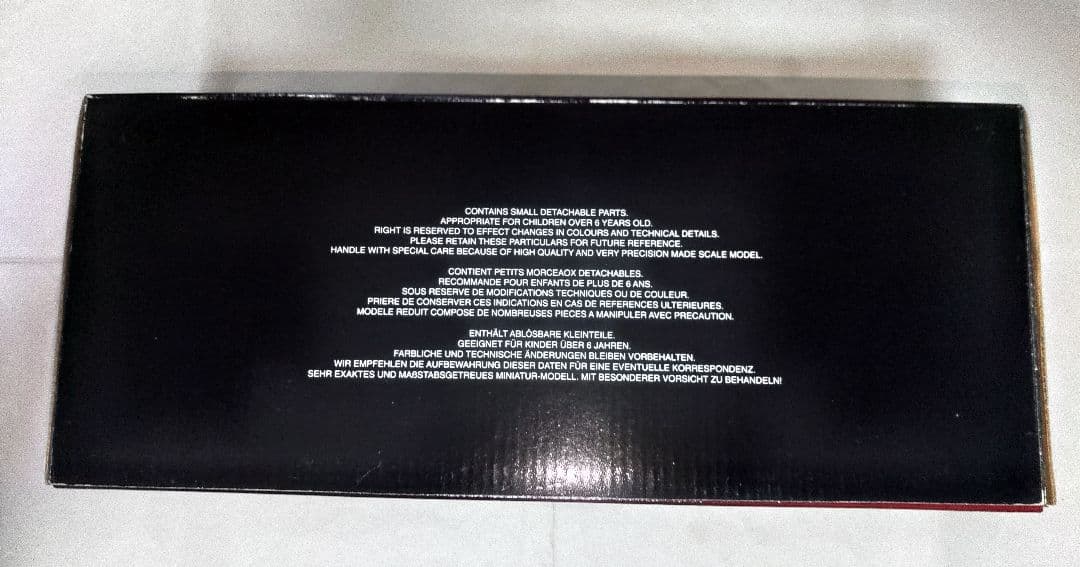 CONTAINS SMALL DETACHABLE PARTS.
APPROPRIATE FOR CHILDREN OVER 6 YEARS OLD.
RIGHT IS RESERVED TO EFFECT CHANGES IN COLOURS AND TECHNICAL DETAILS.
PLEASE RETAIN THESE PARTICULARS FOR FUTURE REFERENCE.
HANDLE WITH SPECIAL CARE BECAUSE OF HIGH QUALITY AND VERY PRECISION MADE SCALE MODEL.
CONTIENT PETITS MORCEAOX DETACHABLES.
RECOMMANDE POUR ENFANTS DE PLUS DE 6 ANS.
SOUS RESERVE DE MODIFICATIONS TECHNIQUES OU DE COULEUR.
PRIERE DE CONSERVER CES INDICATIONS EN CAS DE REFERENCES ULTERIEURES.
MODELE REDUIT COMPOSE DE NOMBREUSES PIECES A MANIPULER AVEC PRECAUTION.
ENTHÄLT ABLÖSBARE KLEINTEILE.
GEEIGNET FÜR KINDER ÜBER 6 JAHREN.
FARBLICHE UND TECHNISCHE ÄNDERUNGEN BLEIBEN VORBEHALTEN.
WIR EMPFEHLEN DIE AUFBEWAHRUNG DIESER DATEN FÜR EINE EVENTUELLE KORRESPONDENZ.
SEHR EXAKTES UND MAßSTABSGETREUES MINIATUR-MODELL. MIT BESONDERER VORSICHT ZU BEHANDELN!